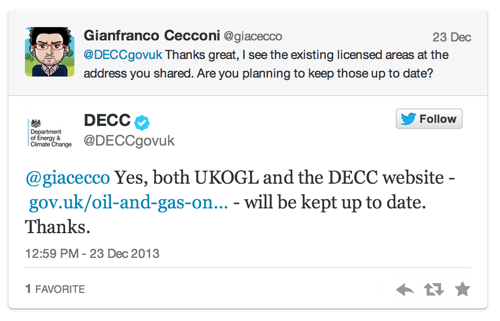 Gianfranco Cecconi @giacecco
23 Dec
@DECCgovuk Thanks great, I see the existing licensed areas at the
address you shared. Are you planning to keep those up to date?
Department
of Energy &
Climate Change
DECC
@DECCgovuk
Follow
@giacecco Yes, both UKOGL and the DECC website -
gov.uk/oil-and-gas-on... - will be kept up to date.
Thanks.
12:59 PM - 23 Dec 2013
1 FAVORITE